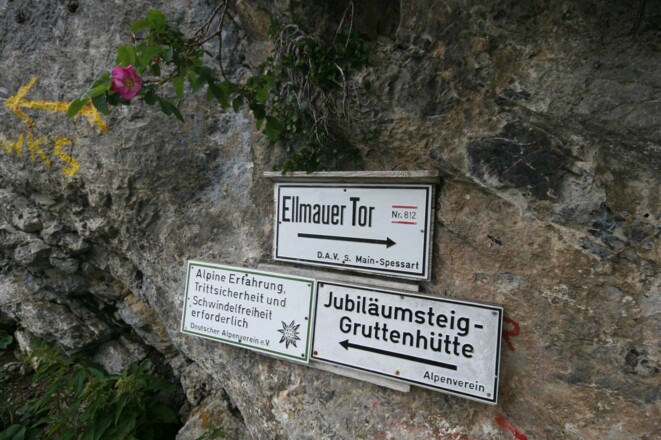 Ellmauer Tor
Nr. 812
D.A.V. S. Main-Spessart
Alpine Erfahrung,
Trittsicherheit und
Schwindelfreiheit
erforderlich
Deutscher Alpenverein e.V.
Jubiläumsteig-
Gruttenhütte
Alpenverein